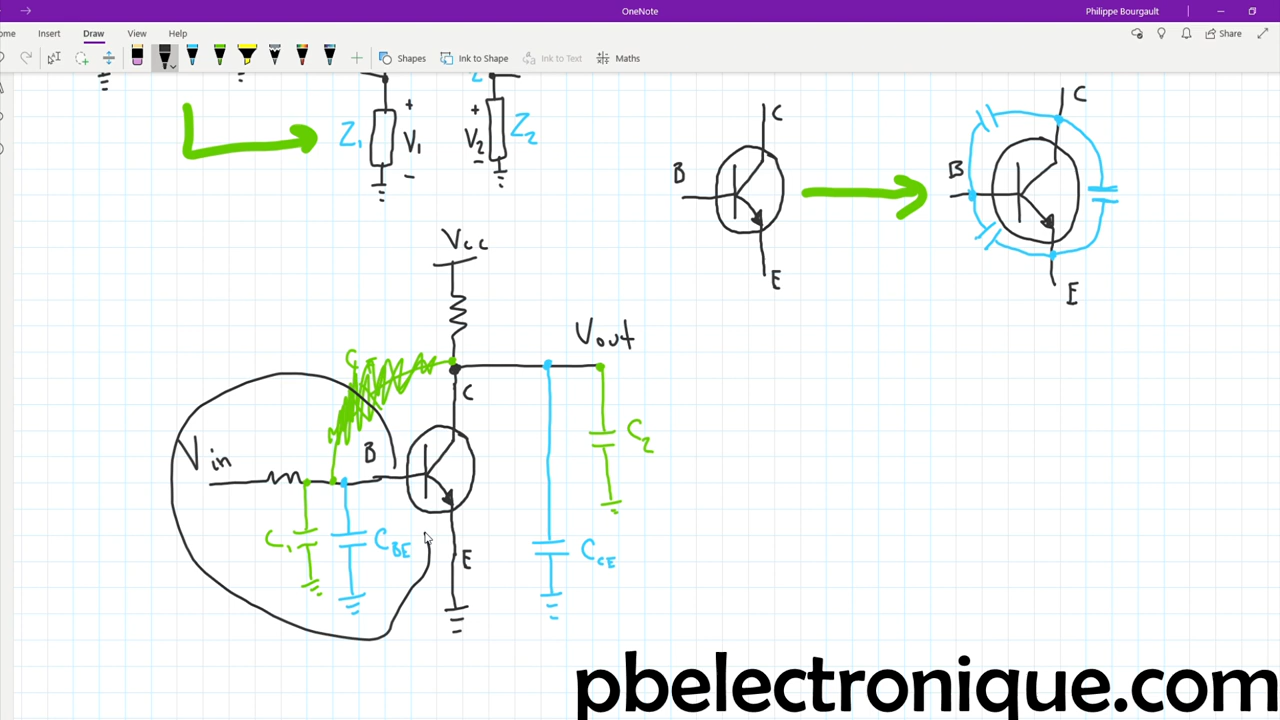 OneNote
Philippe Bourgault
ome Insert Draw View Help
Share
Shapes Ink to Shape Ink to Text Maths
Z1 + V1 -
+ V2 - Z2
B C E
B C E
Vcc
Vout
C
C
Vin
B
C2
C1
CBE
E
CCE
pbelectronique.com